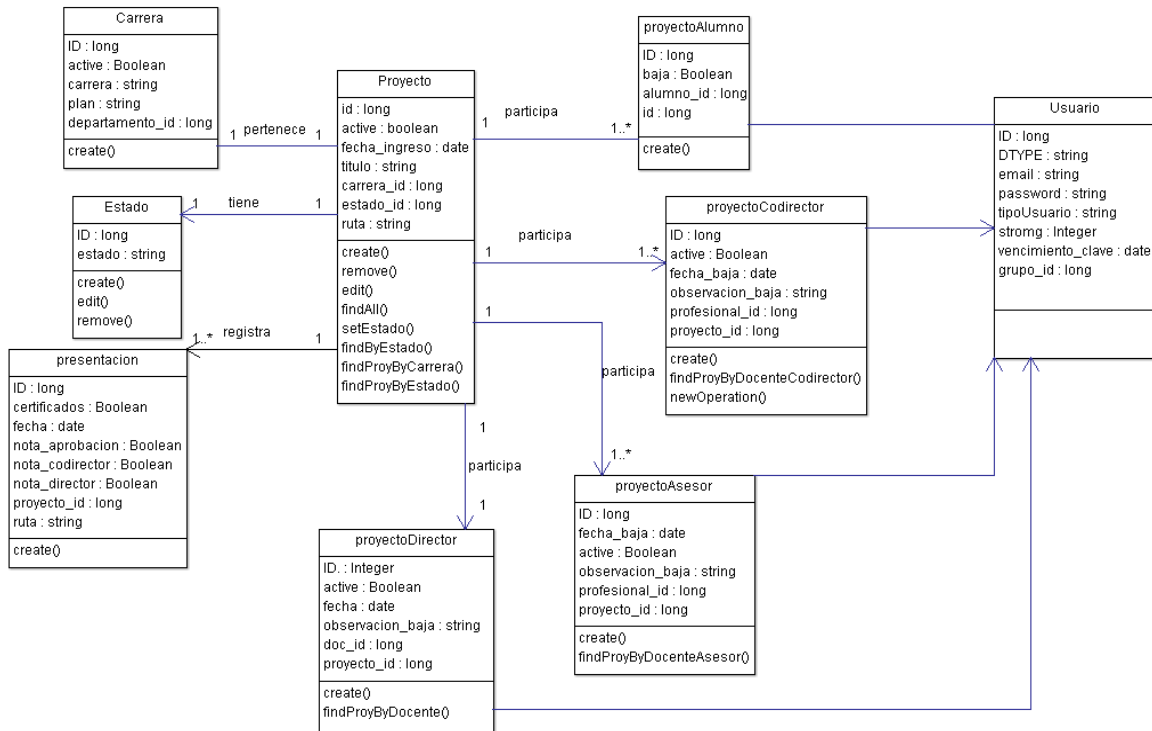 Carrera
ID : long
active : Boolean
carrera : string
plan : string
departamento_id : long
create()
1 pertenece 1
Proyecto
id : long
active : boolean
fecha_ingreso : date
titulo : string
carrera_id : long
estado_id : long
ruta : string
create()
remove()
edit()
findAll()
setEstado()
findByEstado()
findProyByCarrera()
findProyByEstado()
1 participa 1..*
proyectoAlumno
ID : long
baja : Boolean
alumno_id : long
id : long
create()
Usuario
ID : long
DTYPE : string
email : string
password : string
tipoUsuario : string
stromg : Integer
vencimiento_clave : date
grupo_id : long
Estado
ID : long
estado : string
create()
edit()
remove()
1 tiene 1
1 participa 1..*
proyectoCodirector
ID : long
active : Boolean
fecha_baja : date
observacion_baja : string
profesional_id : long
proyecto_id : long
create()
findProyByDocenteCodirector()
newOperation()
1..* registra 1
presentacion
ID : long
certificados : Boolean
fecha : date
nota_aprobacion : Boolean
nota_codirector : Boolean
nota_director : Boolean
proyecto_id : long
ruta : string
create()
1
participa
1..*
proyectoAsesor
ID : long
fecha_baja : date
active : Boolean
observacion_baja : string
profesional_id : long
proyecto_id : long
create()
findProyByDocenteAsesor()
1
participa
1
proyectoDirector
ID. : Integer
active : Boolean
fecha : date
observacion_baja : string
doc_id : long
proyecto_id : long
create()
findProyByDocente()